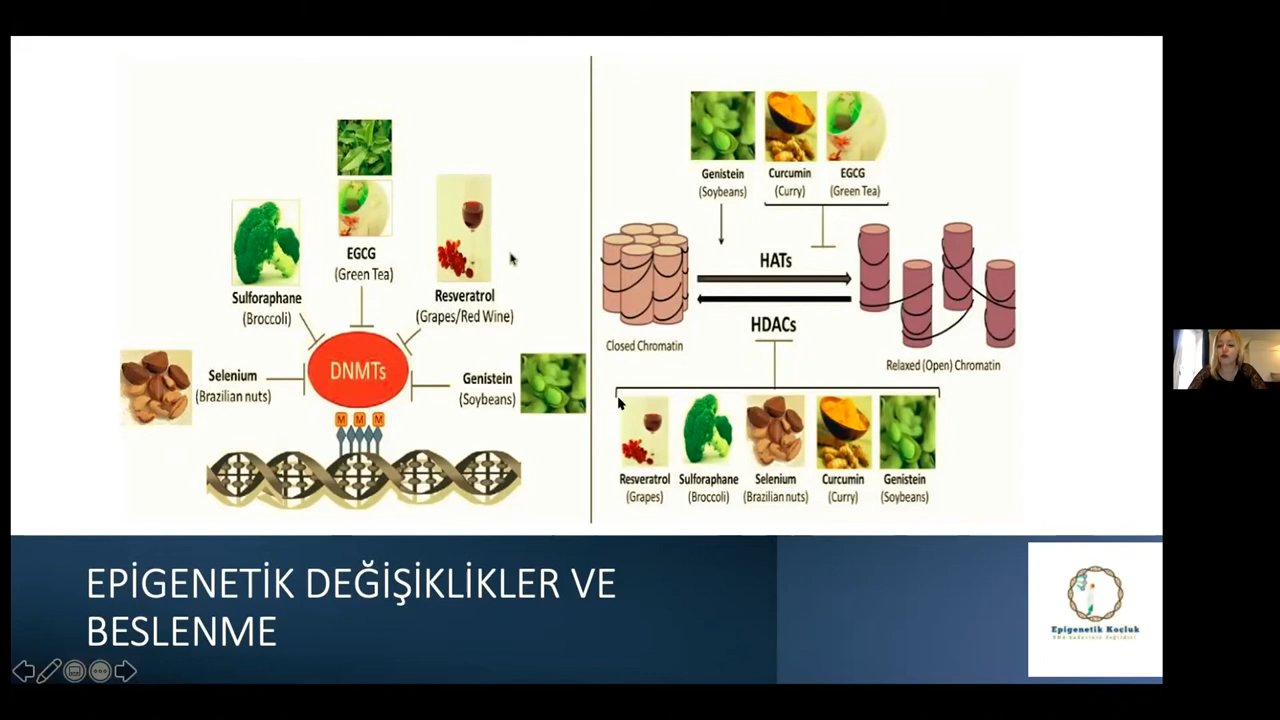 EGCG
(Green Tea)
Sulforaphane
(Broccoli)
Resveratrol
(Grapes/Red Wine)
Selenium
(Brazilian nuts)
DNMTs
Genistein
(Soybeans)
M M M
Genistein
(Soybeans)
Curcumin
(Curry)
EGCG
(Green Tea)
HATs
HDACs
Closed Chromatin
Relaxed (Open) Chromatin
Resveratrol
(Grapes)
Sulforaphane
(Broccoli)
Selenium
(Brazilian nuts)
Curcumin
(Curry)
Genistein
(Soybeans)
EPİGENETİK DEĞİŞİKLİKLER VE
BESLENME
Epigenetik Koçluk